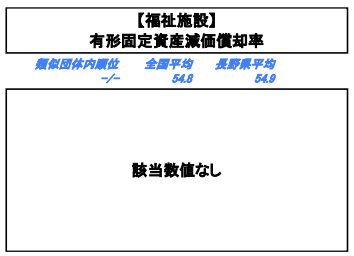 【福祉施設】
有形固定資産減価償却率
類似団体内順位 全国平均 長野県平均
-/- 54.8 54.9
該当数値なし